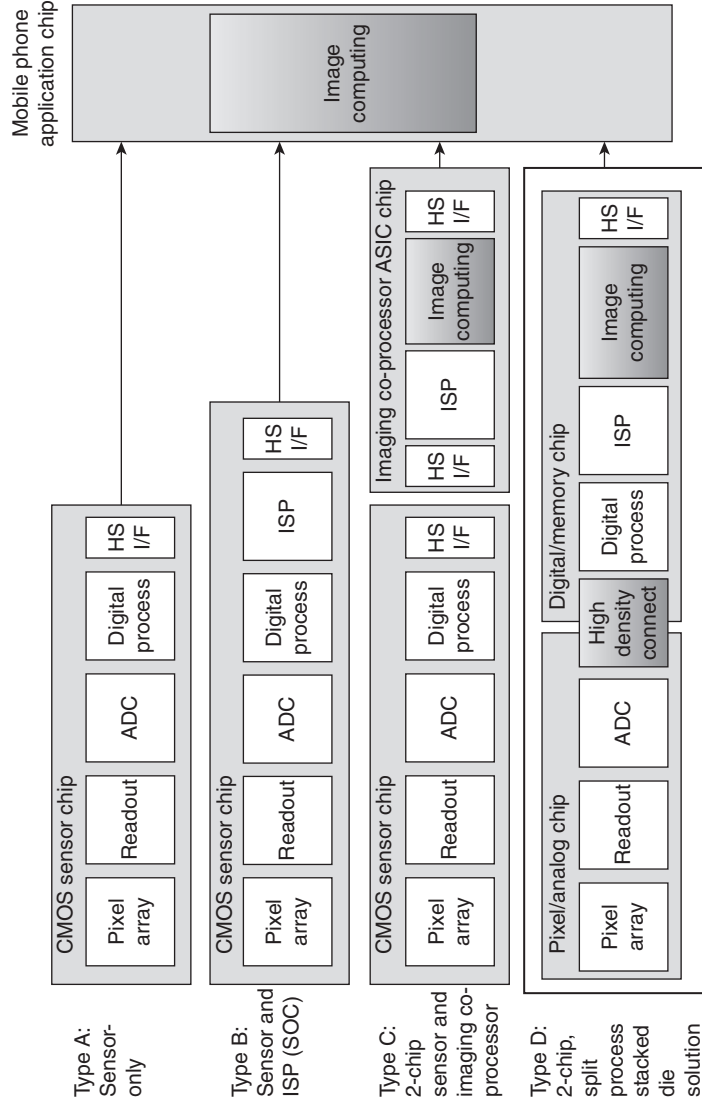 Mobile phone
application chip
Image
computing
Type A:
Sensor-
only
CMOS sensor chip
Pixel
array
Readout
ADC
Digital
process
HS
I/F
Type B:
Sensor and
ISP (SOC)
CMOS sensor chip
Pixel
array
Readout
ADC
Digital
process
ISP
HS
I/F
Type C:
2-chip
sensor and
imaging co-
processor
CMOS sensor chip
Pixel
array
Readout
ADC
Digital
process
HS
I/F
Imaging co-processor ASIC chip
HS
I/F
ISP
Image
computing
HS
I/F
Type D:
2-chip,
split
process
stacked
die
solution
Pixel/analog chip
Pixel
array
Readout
ADC
High
density
connect
Digital/memory chip
Digital
process
ISP
Image
computing
HS
I/F